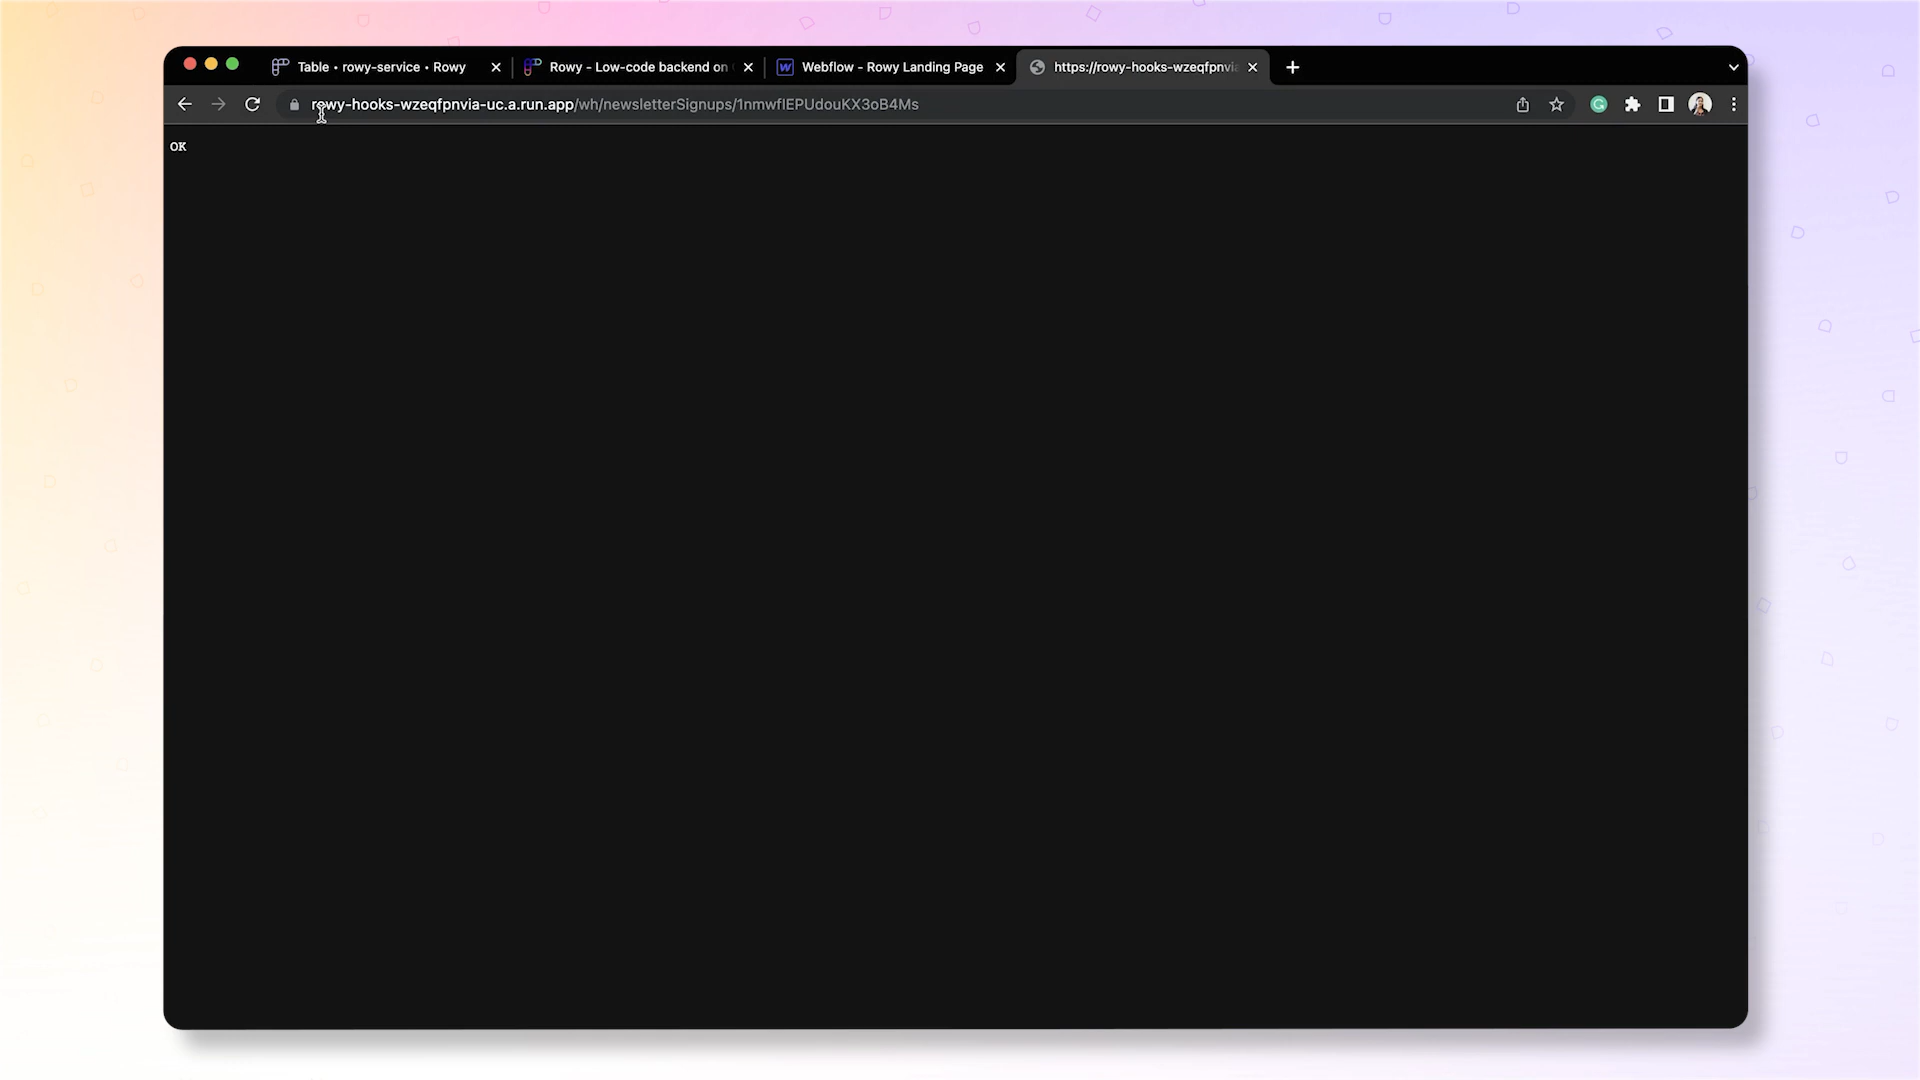 Table • rowy-service • Rowy
Rowy - Low-code backend on
Webflow - Rowy Landing Page
https://rowy-hooks-wzeqfpnvia
rowy-hooks-wzeqfpnvia-uc.a.run.app/wh/newsletterSignups/1nmwflEPUdouKX3oB4Ms
OK